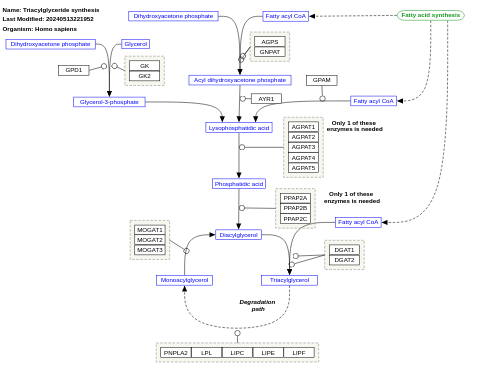 Name: Triacylglyceride synthesis
Last Modified: 20240513221952
Organism: Homo sapiens
Dihydroxyacetone phosphate
Fatty acyl CoA
Fatty acid synthesis
Dihydroxyacetone phosphate
Glycerol
AGPS
GNPAT
GPD1
GK
GK2
Acyl dihydroxyacetone phosphate
GPAM
Glycerol-3-phosphate
AYR1
Fatty acyl CoA
Lysophosphatidic acid
AGPAT1
AGPAT2
AGPAT3
AGPAT4
AGPAT5
Only 1 of these
enzymes is needed
Phosphatidic acid
PPAP2A
PPAP2B
PPAP2C
Only 1 of these
enzymes is needed
Fatty acyl CoA
MOGAT1
MOGAT2
MOGAT3
Diacylglycerol
DGAT1
DGAT2
Monoacylglycerol
Triacylglycerol
Degradation
path
PNPLA2
LPL
LIPC
LIPE
LIPF